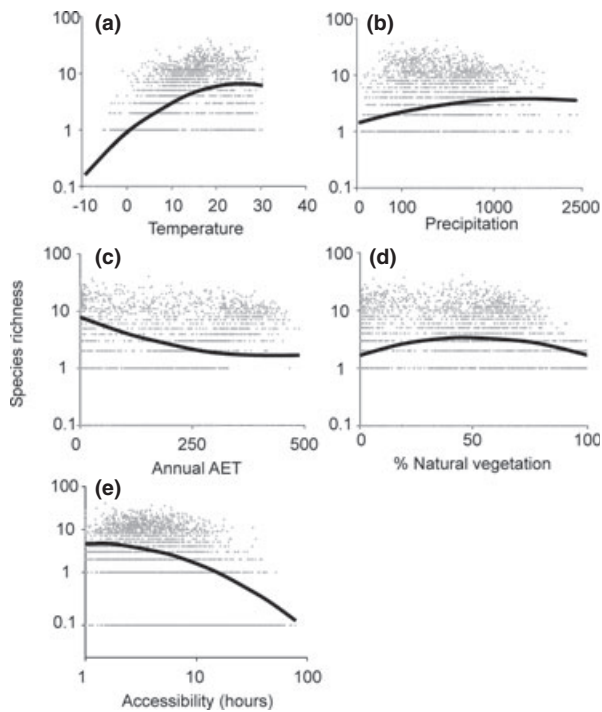 (a)
100
10
1
0.1
-10 0 10 20 30 40
Temperature
(b)
100
10
1
0.1
0 100 1000 2500
Precipitation
Species richness
(c)
100
10
1
0.1
0 250 500
Annual AET
(d)
100
10
1
0.1
0 50 100
% Natural vegetation
(e)
100
10
1
0.1
1 10 100
Accessibility (hours)